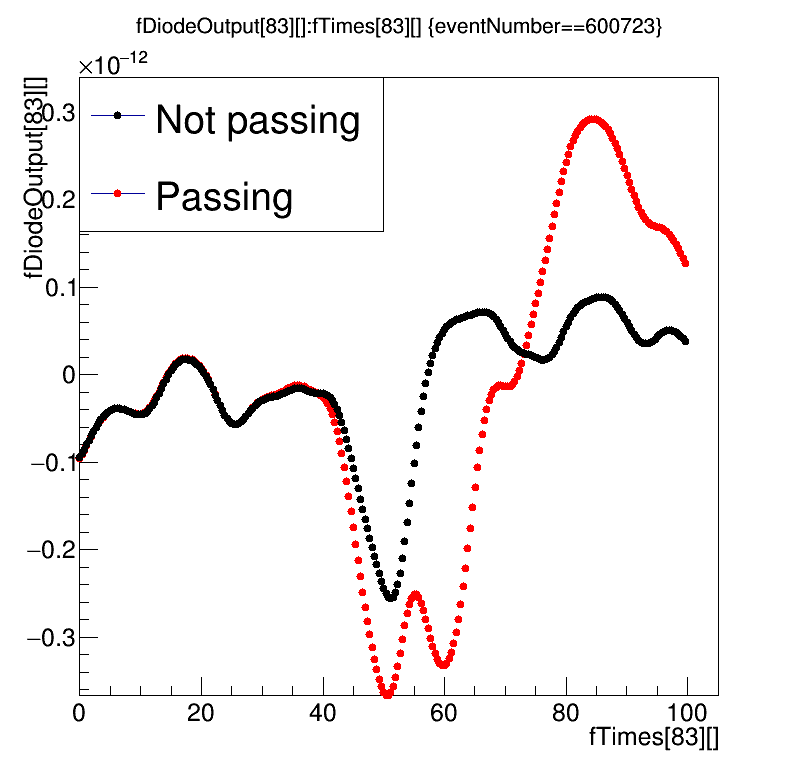 fDiodeOutput[83][]:fTimes[83][] {eventNumber==600723}
×10⁻¹²
fDiodeOutput[83][]
Not passing
Passing
0.3
0.2
0.1
0
−0.1
−0.2
−0.3
0 20 40 60 80 100
fTimes[83][]